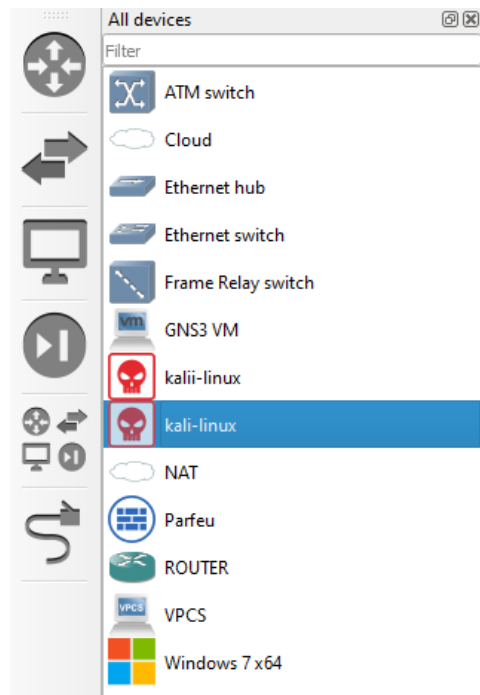 All devices
Filter
ATM switch
Cloud
Ethernet hub
Ethernet switch
Frame Relay switch
vm
GNS3 VM
kalii-linux
kali-linux
NAT
Parfeu
ROUTER
VPCS
VPCS
Windows 7 x64